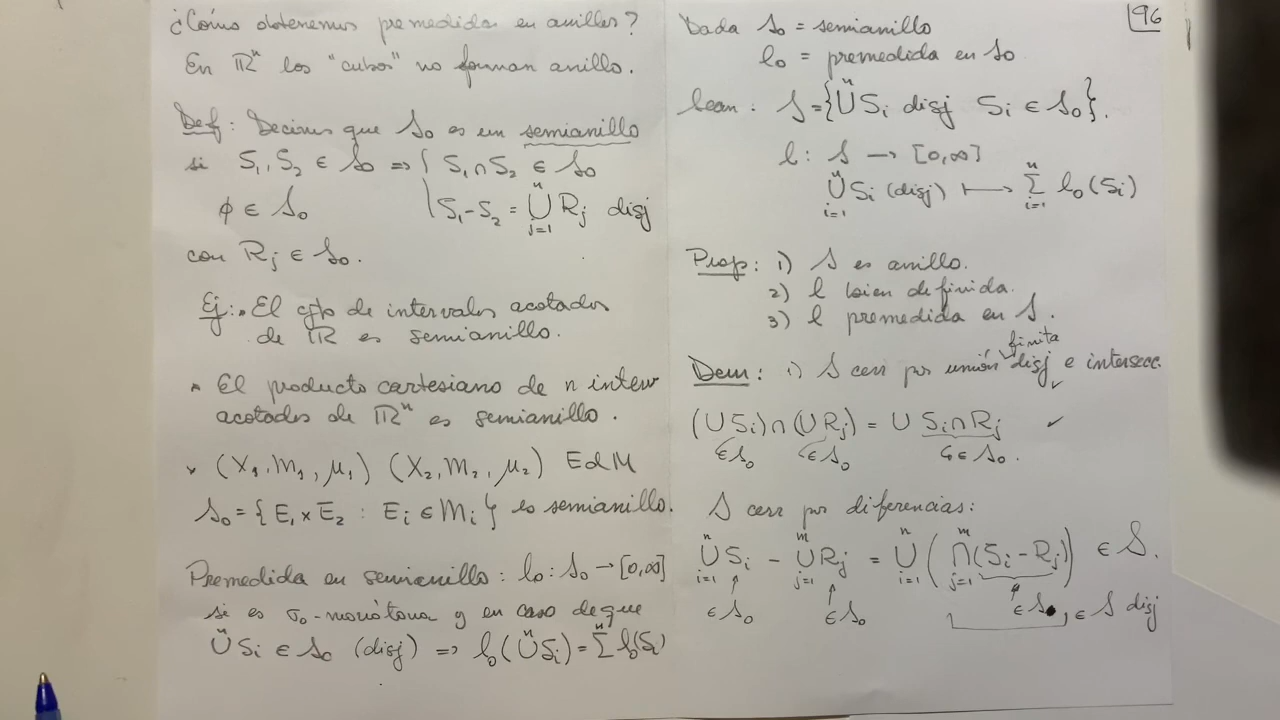 ¿Cómo obtenemos premedidas en anillos?
En ℝⁿ los "cubos" no forman anillo.
Def: Decimos que S₀ es un semianillo
si S₁, S₂ ∈ S₀ ⇒ { S₁ ∩ S₂ ∈ S₀
φ ∈ S₀ S₁ - S₂ = ⋃ⁿⱼ₌₁ Rⱼ disj
con Rⱼ ∈ S₀.
Ej: • El cjto de intervalos acotados
de ℝ es semianillo.
• El producto cartesiano de n interv
acotados de ℝⁿ es semianillo.
• (X₁, M₁, μ₁) (X₂, M₂, μ₂) EdM
S₀ = { E₁ × E₂ : Eᵢ ∈ Mᵢ } es semianillo.
Premedida en semianillo: l₀: S₀ → [0,∞]
si es σ₀-monótona y en caso de que
⋃ⁿ Sᵢ ∈ S₀ (disj) ⇒ l₀(⋃ⁿ Sᵢ) = Σⁿ l₀(Sᵢ)
96
Dada S₀ = semianillo
l₀ = premedida en S₀
Sean: S = {⋃ⁿ Sᵢ disj Sᵢ ∈ S₀}.
l: S → [0,∞]
⋃ⁿᵢ₌₁ Sᵢ (disj) ⟼ Σⁿᵢ₌₁ l₀(Sᵢ)
Prop: 1) S es anillo.
2) l bien definida.
3) l premedida en S.
Dem: 1) S cerr por unión finita disj e intersecc. ✓
(⋃ Sᵢ) ∩ (⋃ Rⱼ) = ⋃ Sᵢ ∩ Rⱼ ✓
∈ S₀ ∈ S₀ ∈ S₀.
S cerr por diferencias:
⋃ⁿᵢ₌₁ Sᵢ - ⋃ᵐⱼ₌₁ Rⱼ = ⋃ⁿᵢ₌₁ (⋂ᵐⱼ₌₁ (Sᵢ - Rⱼ)) ∈ S.
∈ S₀ ∈ S₀ ∈ S , ∈ S disj